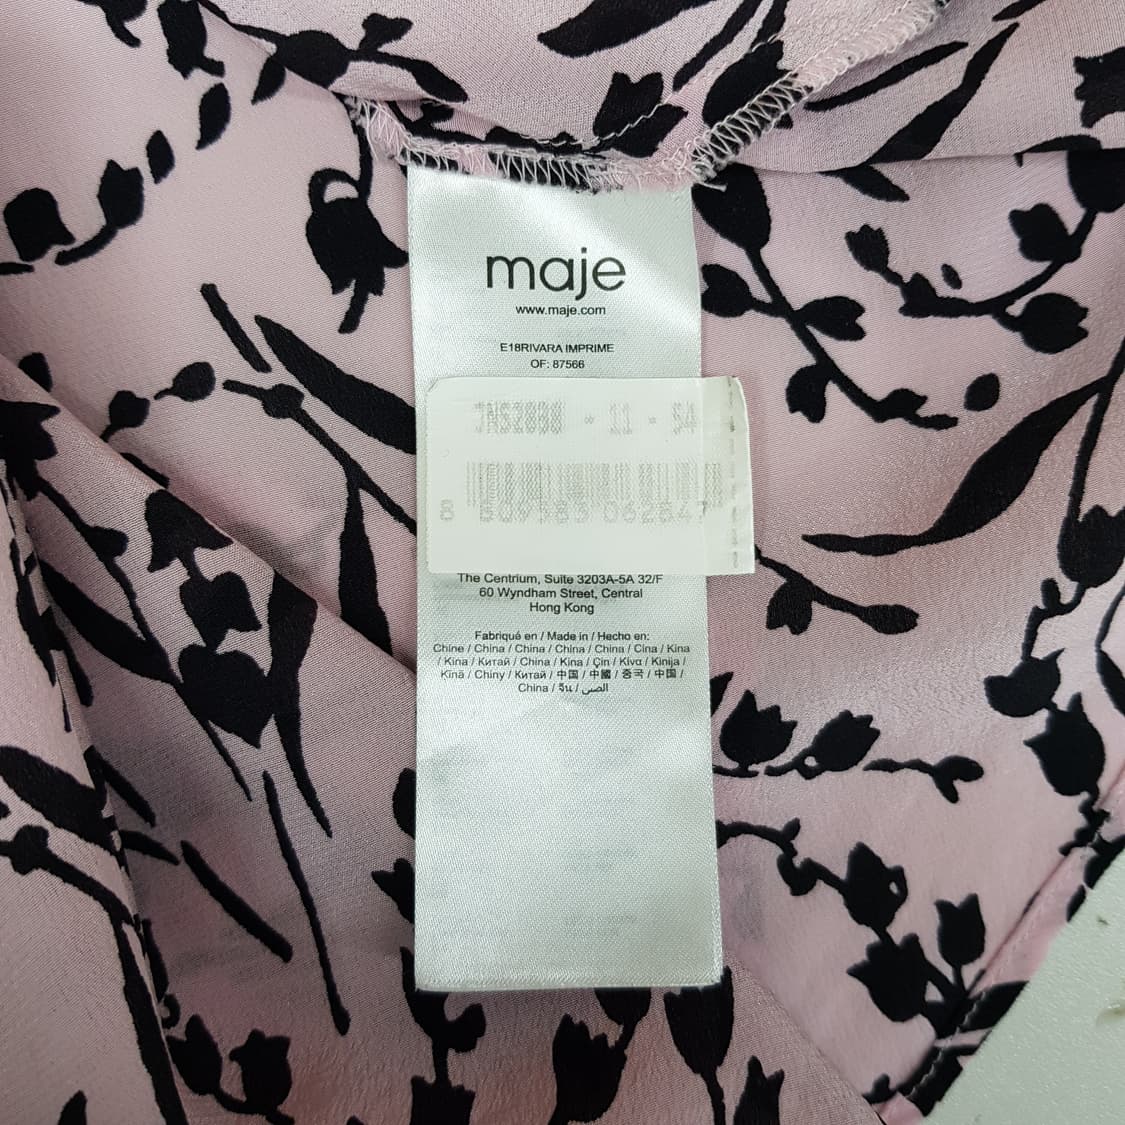 maje
www.maje.com
E18RIVARA IMPRIME
OF: 87566
The Centrium, Suite 3203A-5A 32/F
60 Wyndham Street, Central
Hong Kong
Fabriqué en / Made in / Hecho en:
Chine / China / China / China / China / Cina / Kina
/ Kina / Китай / China / Kina / Çin / Kiva / Kinija /
Kīnā / Chiny / Китай / 中国 / 中國 / 중국 / 中国 /
China / จีน / الصين